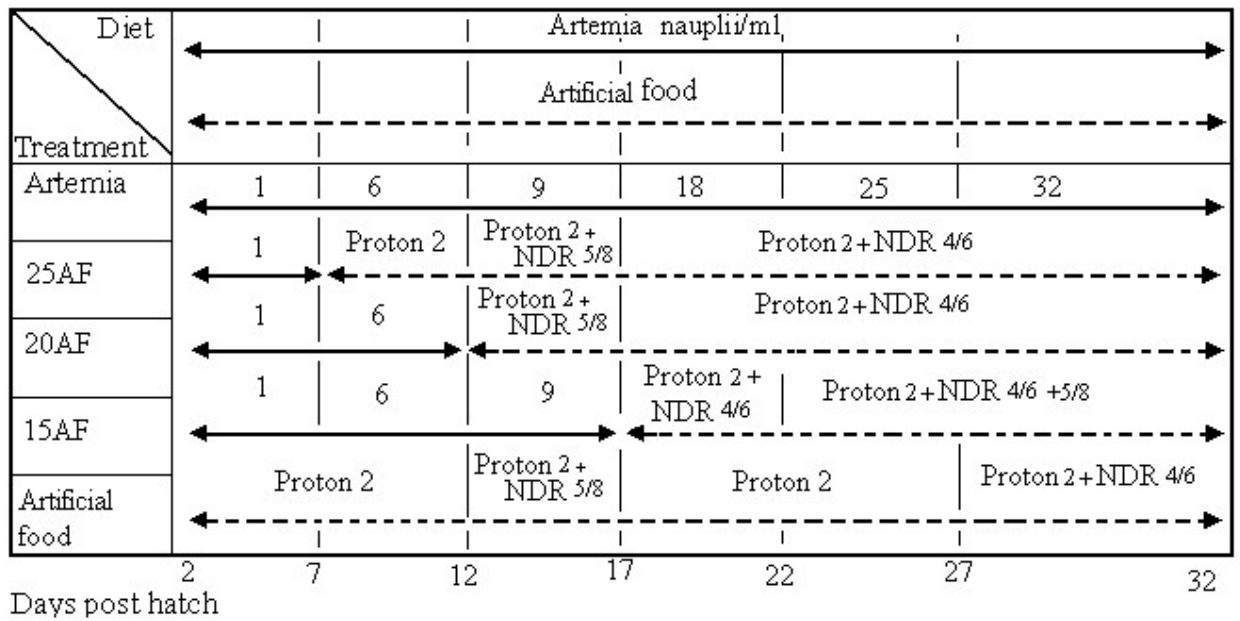 Diet
Artemia nauplii/ml
Artificial food
Treatment
Artemia
1 6 9 18 25 32
25AF
1 Proton 2 Proton 2 + Proton 2 + NDR 4/6
NDR 5/8
20AF
1 6 Proton 2 + Proton 2 + NDR 4/6
NDR 5/8
15AF
1 6 9 Proton 2 + Proton 2 + NDR 4/6 +5/8
NDR 4/6
Artificial
food
Proton 2 Proton 2 + Proton 2 Proton 2 + NDR 4/6
NDR 5/8
2 7 12 17 22 27 32
Days post hatch